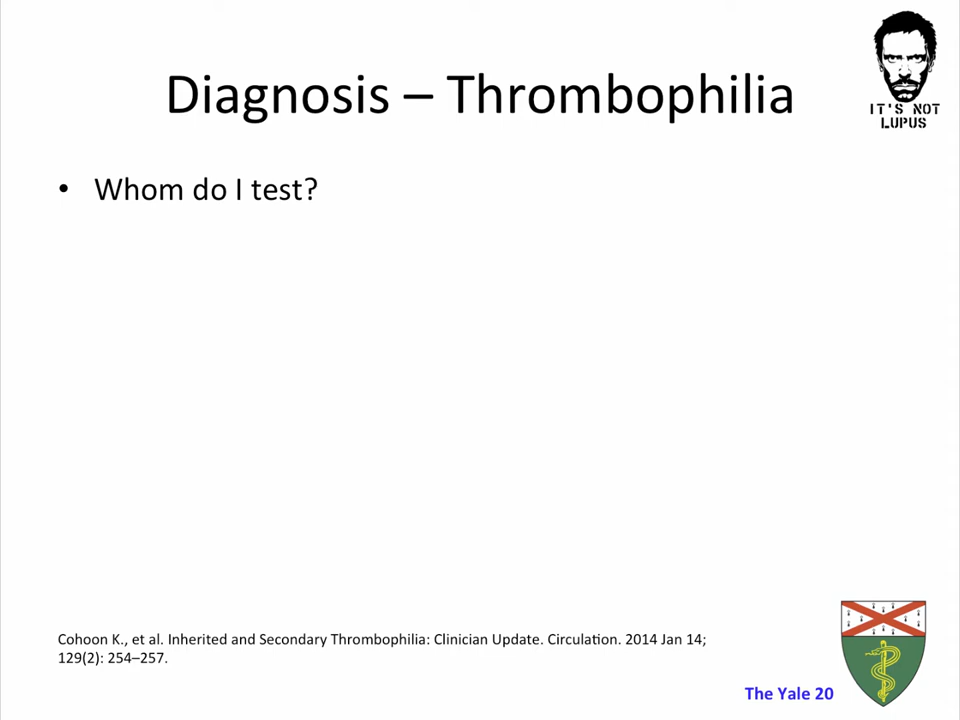 IT'S NOT
LUPUS
Diagnosis – Thrombophilia
• Whom do I test?
Cohoon K., et al. Inherited and Secondary Thrombophilia: Clinician Update. Circulation. 2014 Jan 14;
129(2): 254–257.
The Yale 20